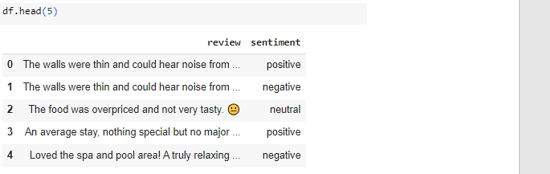 df.head(5)
review sentiment
0 The walls were thin and could hear noise from ... positive
1 The walls were thin and could hear noise from ... negative
2 The food was overpriced and not very tasty. 😐 neutral
3 An average stay, nothing special but no major ... positive
4 Loved the spa and pool area! A truly relaxing ... negative